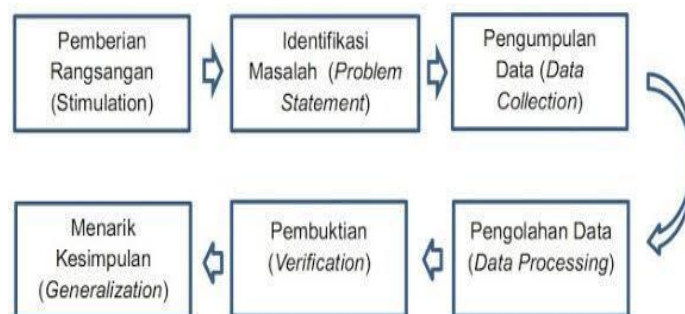 Pemberian
Rangsangan
(Stimulation)
Identifikasi
Masalah (Problem
Statement)
Pengumpulan
Data (Data
Collection)
Pengolahan Data
(Data Processing)
Pembuktian
(Verification)
Menarik
Kesimpulan
(Generalization)